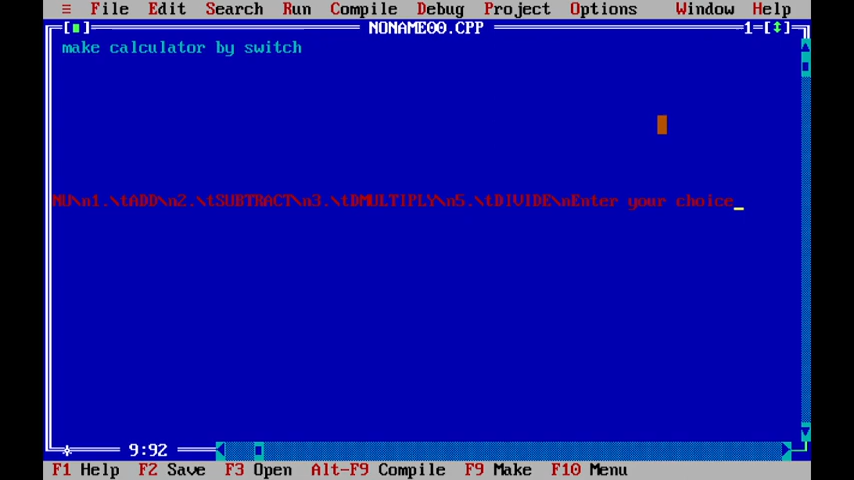 ≡ File Edit Search Run Compile Debug Project Options Window Help
[■] NONAME00.CPP 1=[↕]
make calculator by switch
NU\n1.\tADD\n2.\tSUBTRACT\n3.\tDMULTIPLY\n5.\tDIVIDE\nEnter your choice_
9:92
F1 Help F2 Save F3 Open Alt-F9 Compile F9 Make F10 Menu